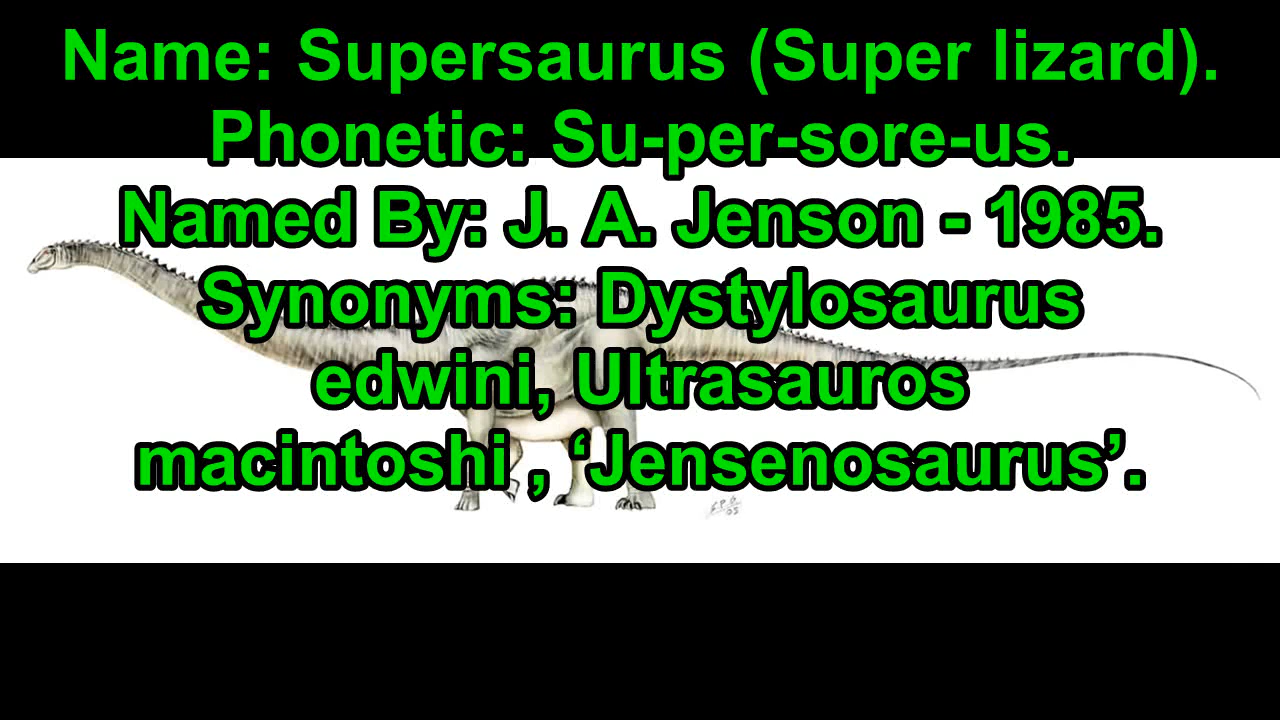 Name: Supersaurus (Super lizard).
Phonetic: Su-per-sore-us.
Named By: J. A. Jenson - 1985.
Synonyms: Dystylosaurus
edwini, Ultrasauros
macintoshi , ‘Jensenosaurus’.